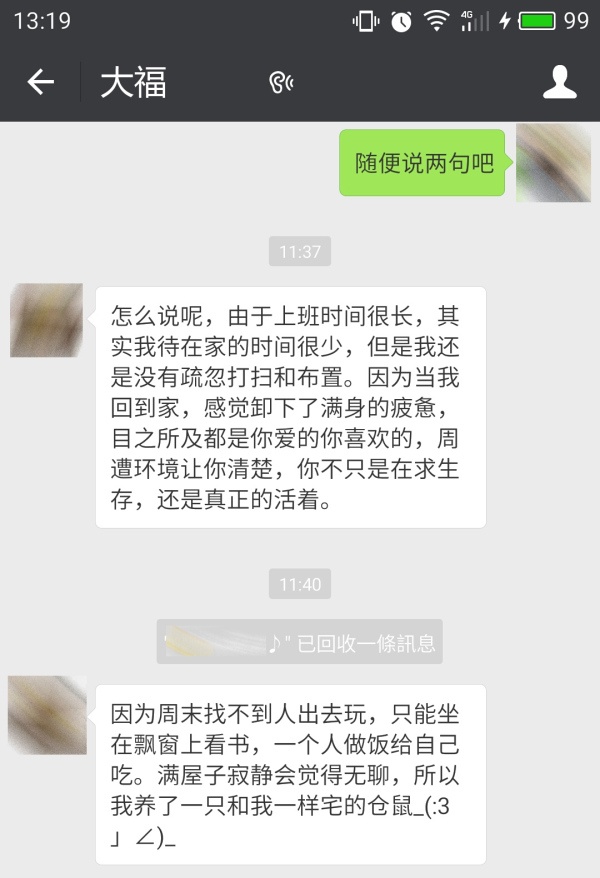 13:19
4G
99
大福
随便说两句吧
11:37
怎么说呢，由于上班时间很长，其
实我待在家的时间很少，但是我还
是没有疏忽打扫和布置。因为当我
回到家，感觉卸下了满身的疲惫，
目之所及都是你爱的你喜欢的，周
遭环境让你清楚，你不只是在求生
存，还是真正的活着。
11:40
♪" 已回收一條訊息
因为周末找不到人出去玩，只能坐
在飘窗上看书，一个人做饭给自己
吃。满屋子寂静会觉得无聊，所以
我养了一只和我一样宅的仓鼠_(:3
」∠)_